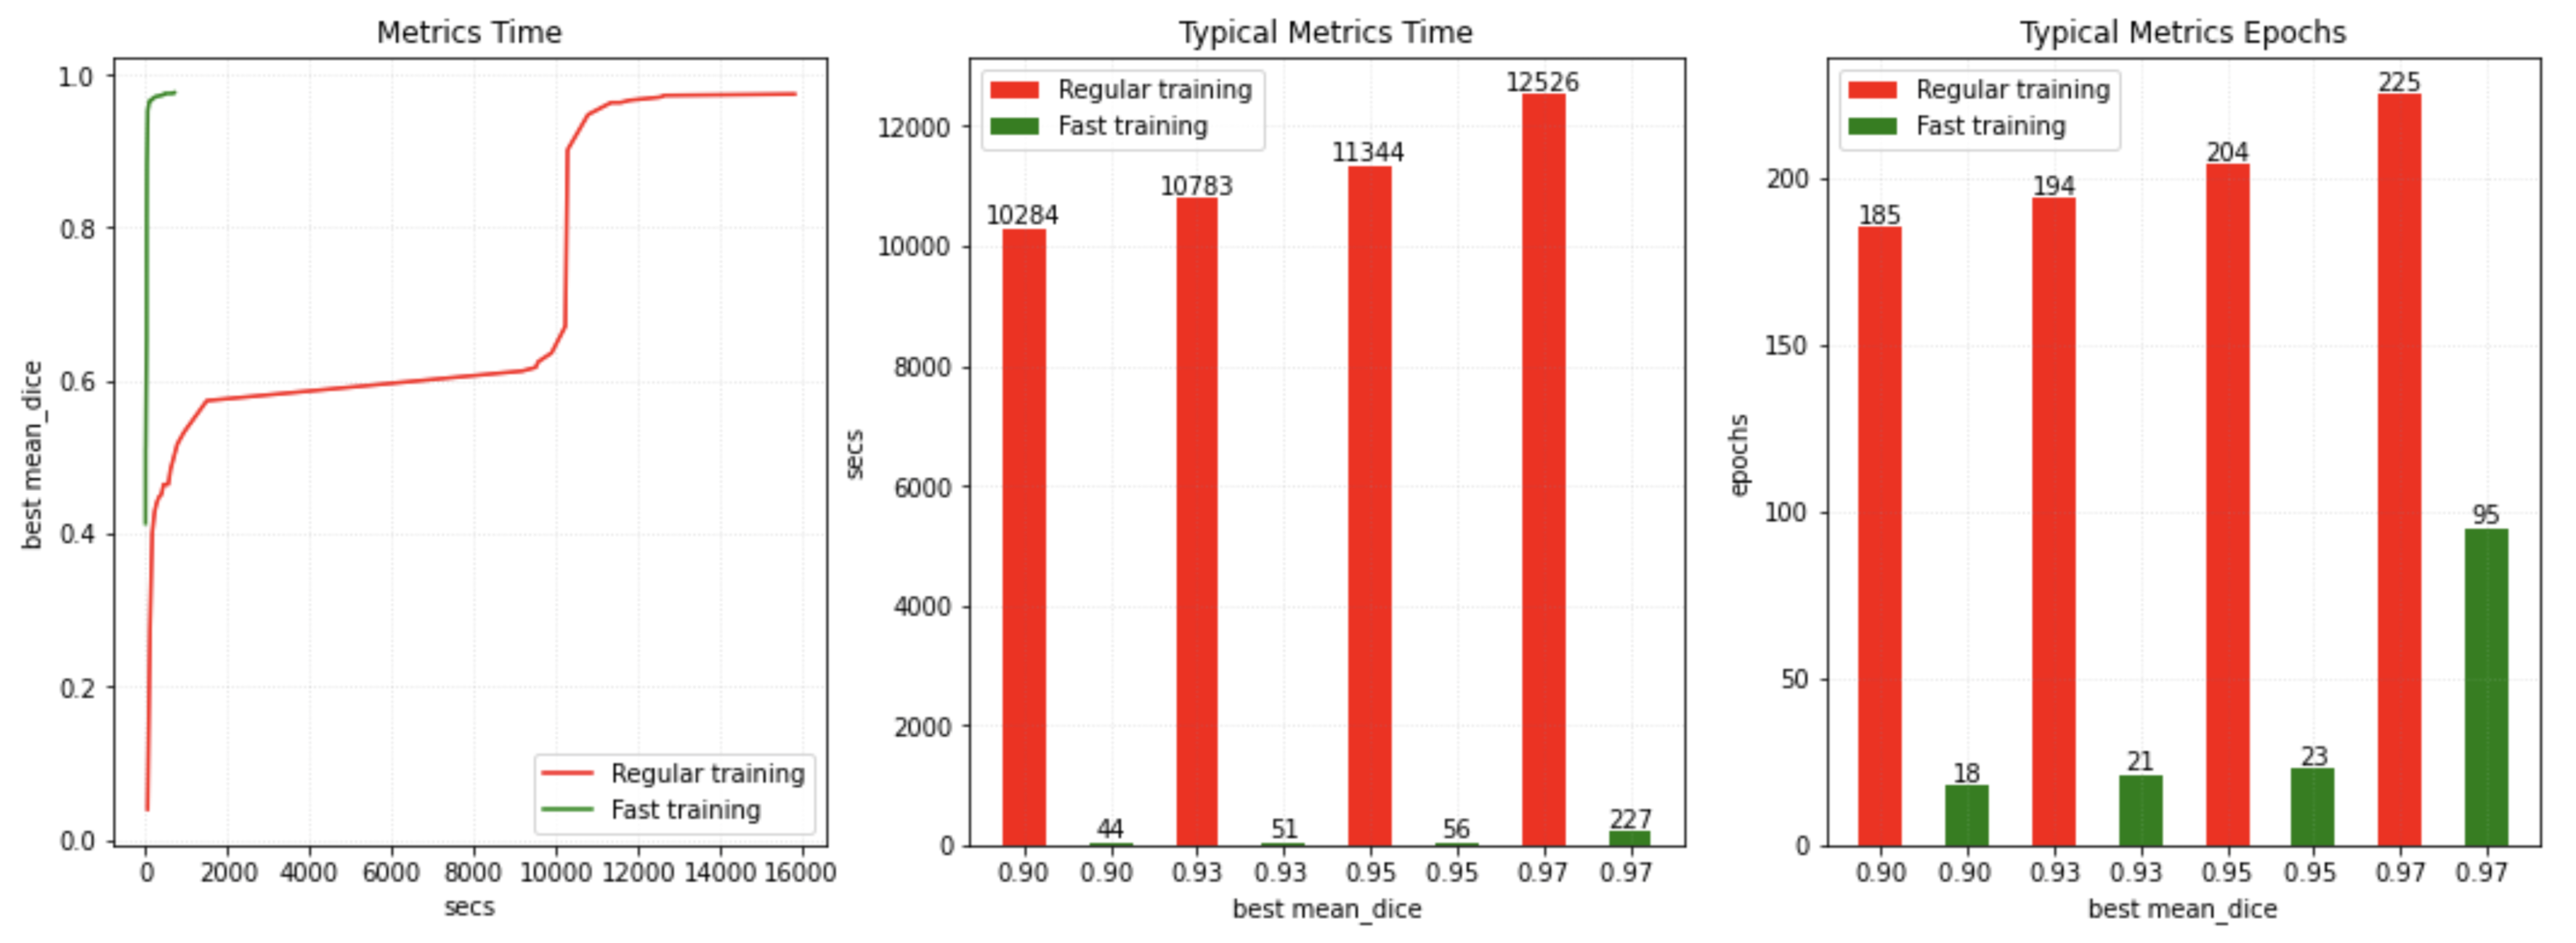 Metrics Time
best mean_dice
1.0
0.8
0.6
0.4
0.2
0.0
Regular training
Fast training
0 2000 4000 6000 8000 10000 12000 14000 16000
secs
Typical Metrics Time
secs
12000
10000
8000
6000
4000
2000
0
Regular training
Fast training
10284
44
10783
51
11344
56
12526
227
0.90 0.90 0.93 0.93 0.95 0.95 0.97 0.97
best mean_dice
Typical Metrics Epochs
epochs
200
150
100
50
0
Regular training
Fast training
185
18
194
21
204
23
225
95
0.90 0.90 0.93 0.93 0.95 0.95 0.97 0.97
best mean_dice